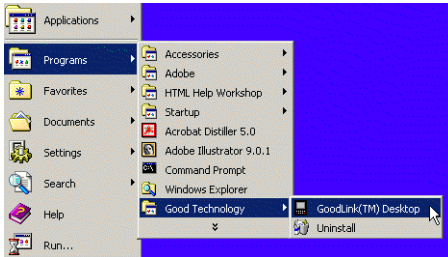 Applications
Programs
Favorites
Documents
Settings
Search
Help
Run...
Accessories
Adobe
HTML Help Workshop
Startup
Acrobat Distiller 5.0
Adobe Illustrator 9.0.1
Command Prompt
Windows Explorer
Good Technology
GoodLink(TM) Desktop
Uninstall